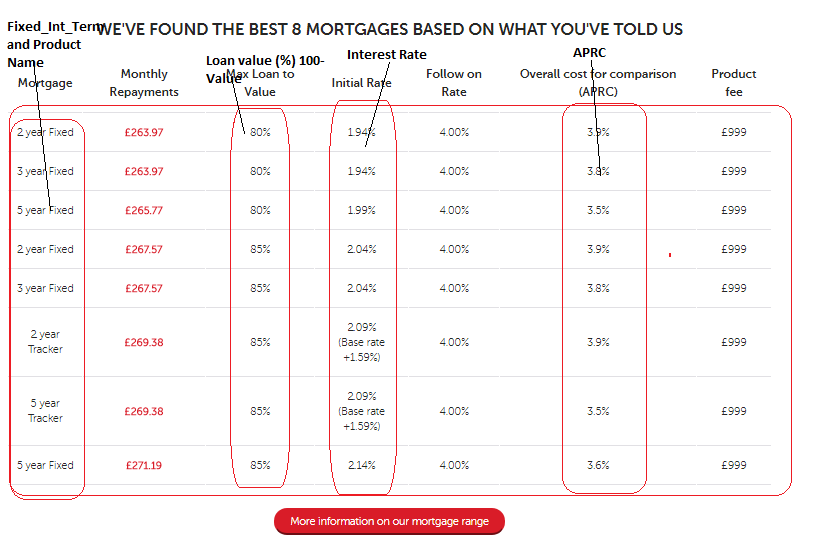 WE'VE FOUND THE BEST 8 MORTGAGES BASED ON WHAT YOU'VE TOLD US
Fixed_Int_Term
and Product
Name
Loan value (%) 100-
Value
Interest Rate
APRC
Mortgage
Monthly
Repayments
Max Loan to
Value
Initial Rate
Follow on
Rate
Overall cost for comparison
(APRC)
Product
fee
2 year Fixed £263.97 80% 1.94% 4.00% 3.9% £999
3 year Fixed £263.97 80% 1.94% 4.00% 3.8% £999
5 year Fixed £265.77 80% 1.99% 4.00% 3.5% £999
2 year Fixed £267.57 85% 2.04% 4.00% 3.9% £999
3 year Fixed £267.57 85% 2.04% 4.00% 3.8% £999
2 year
Tracker
£269.38
85%
2.09%
(Base rate
+1.59%)
4.00%
3.9%
£999
5 year
Tracker
£269.38
85%
2.09%
(Base rate
+1.59%)
4.00%
3.5%
£999
5 year Fixed £271.19 85% 2.14% 4.00% 3.6% £999
More information on our mortgage range